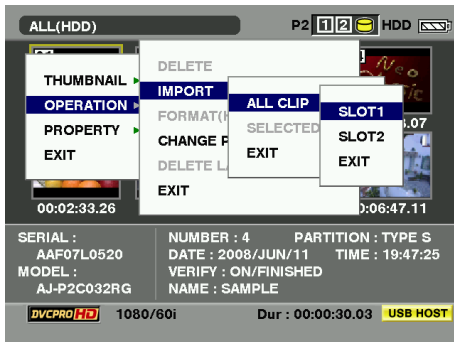 ALL(HDD)
P2 1 2 HDD
THUMBNAIL
OPERATION
PROPERTY
EXIT
DELETE
IMPORT
CHANGE
DELETE
EXIT
ALL CLIP
SELECTED
EXIT
SLOT1
SLOT2
EXIT
Neo
00:02:33.26
:06:47.11
SERIAL :
AAF07L0520
MODEL :
AJ-P2C032RG
NUMBER : 4 PARTITION : TYPE S
DATE : 2008/JUN/11 TIME : 19:47:25
VERIFY : ON/FINISHED
NAME : SAMPLE
DVCPRO HD 1080/60i Dur : 00:00:30.03 USB HOST